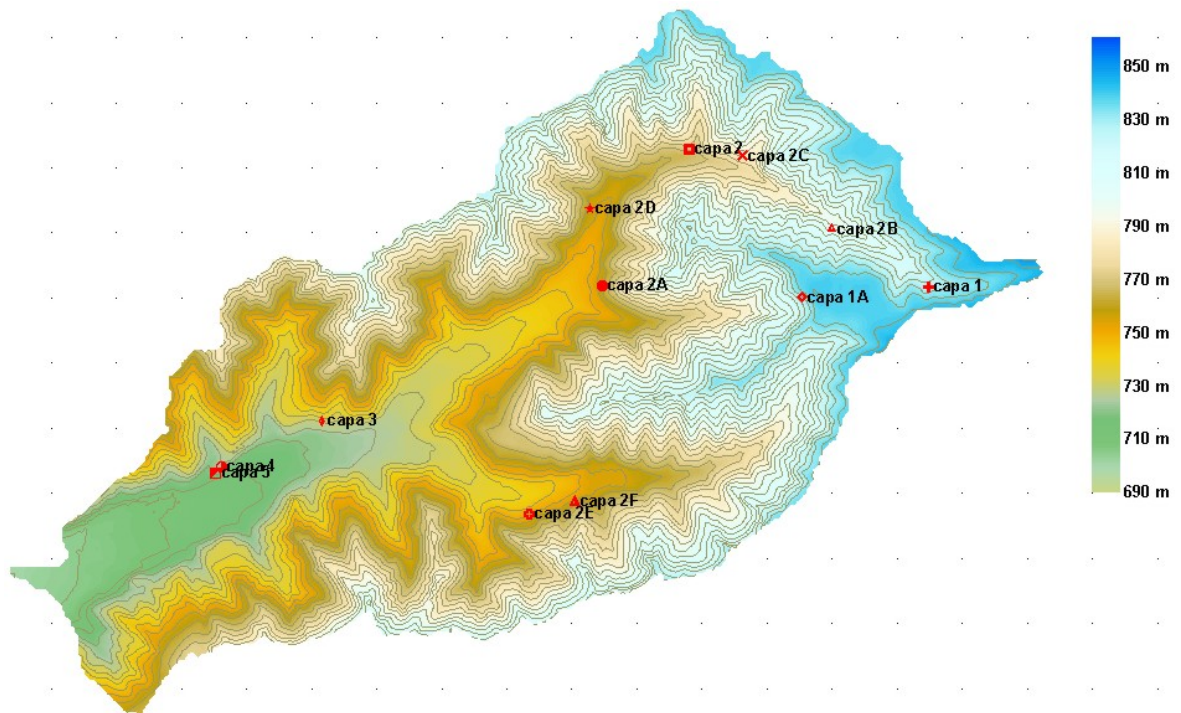 850 m
830 m
810 m
790 m
770 m
750 m
730 m
710 m
690 m
capa 2
capa 2C
capa 2D
capa 2B
capa 2A
capa 1A
capa 1
capa 3
capa 4
capa 5
capa 2F
capa 2E